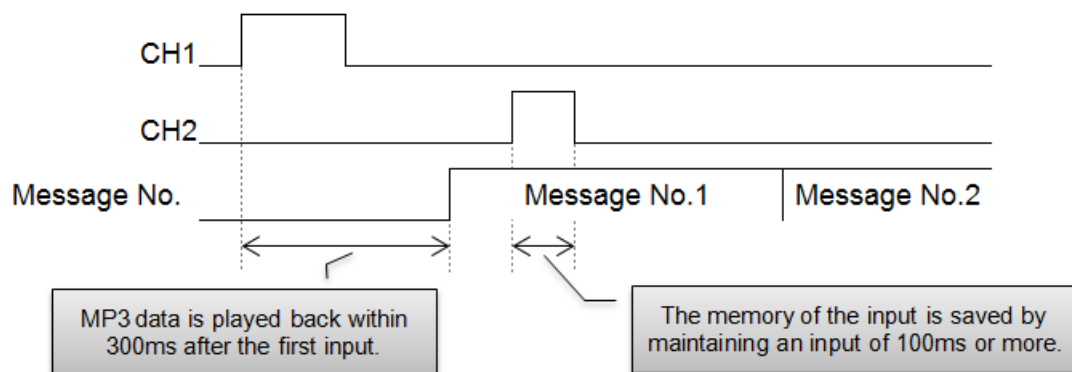 CH1
CH2
Message No.
Message No.1
Message No.2
MP3 data is played back within
300ms after the first input.
The memory of the input is saved by
maintaining an input of 100ms or more.